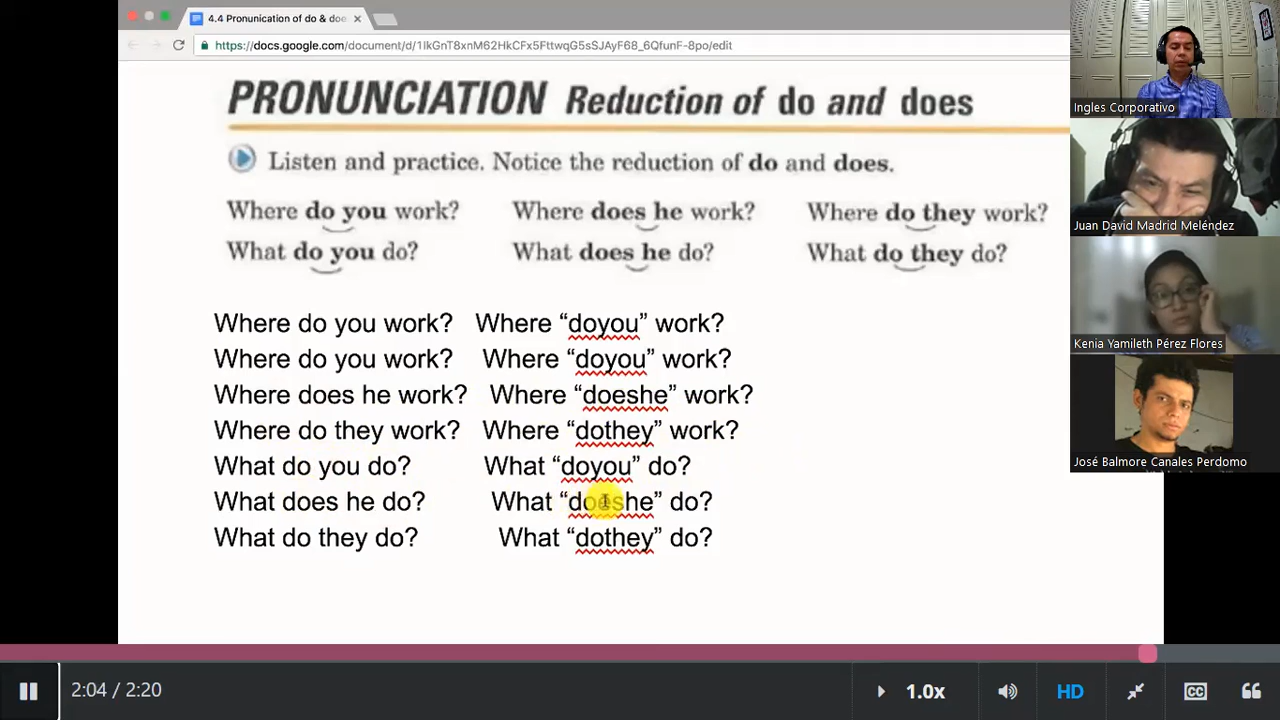 4.4 Pronunication of do & doe
https://docs.google.com/document/d/1IkGnT8xnM62HkCFx5FttwqG5sSJAyF68_6QfunF-8po/edit
PRONUNCIATION Reduction of do and does
Listen and practice. Notice the reduction of do and does.
Where do you work? Where does he work? Where do they work?
What do you do? What does he do? What do they do?
Where do you work? Where “doyou” work?
Where do you work? Where “doyou” work?
Where does he work? Where “doeshe” work?
Where do they work? Where “dothey” work?
What do you do? What “doyou” do?
What does he do? What “doeshe” do?
What do they do? What “dothey” do?
Ingles Corporativo
Juan David Madrid Meléndez
Kenia Yamileth Pérez Flores
José Balmore Canales Perdomo
2:04 / 2:20
1.0x
HD
CC